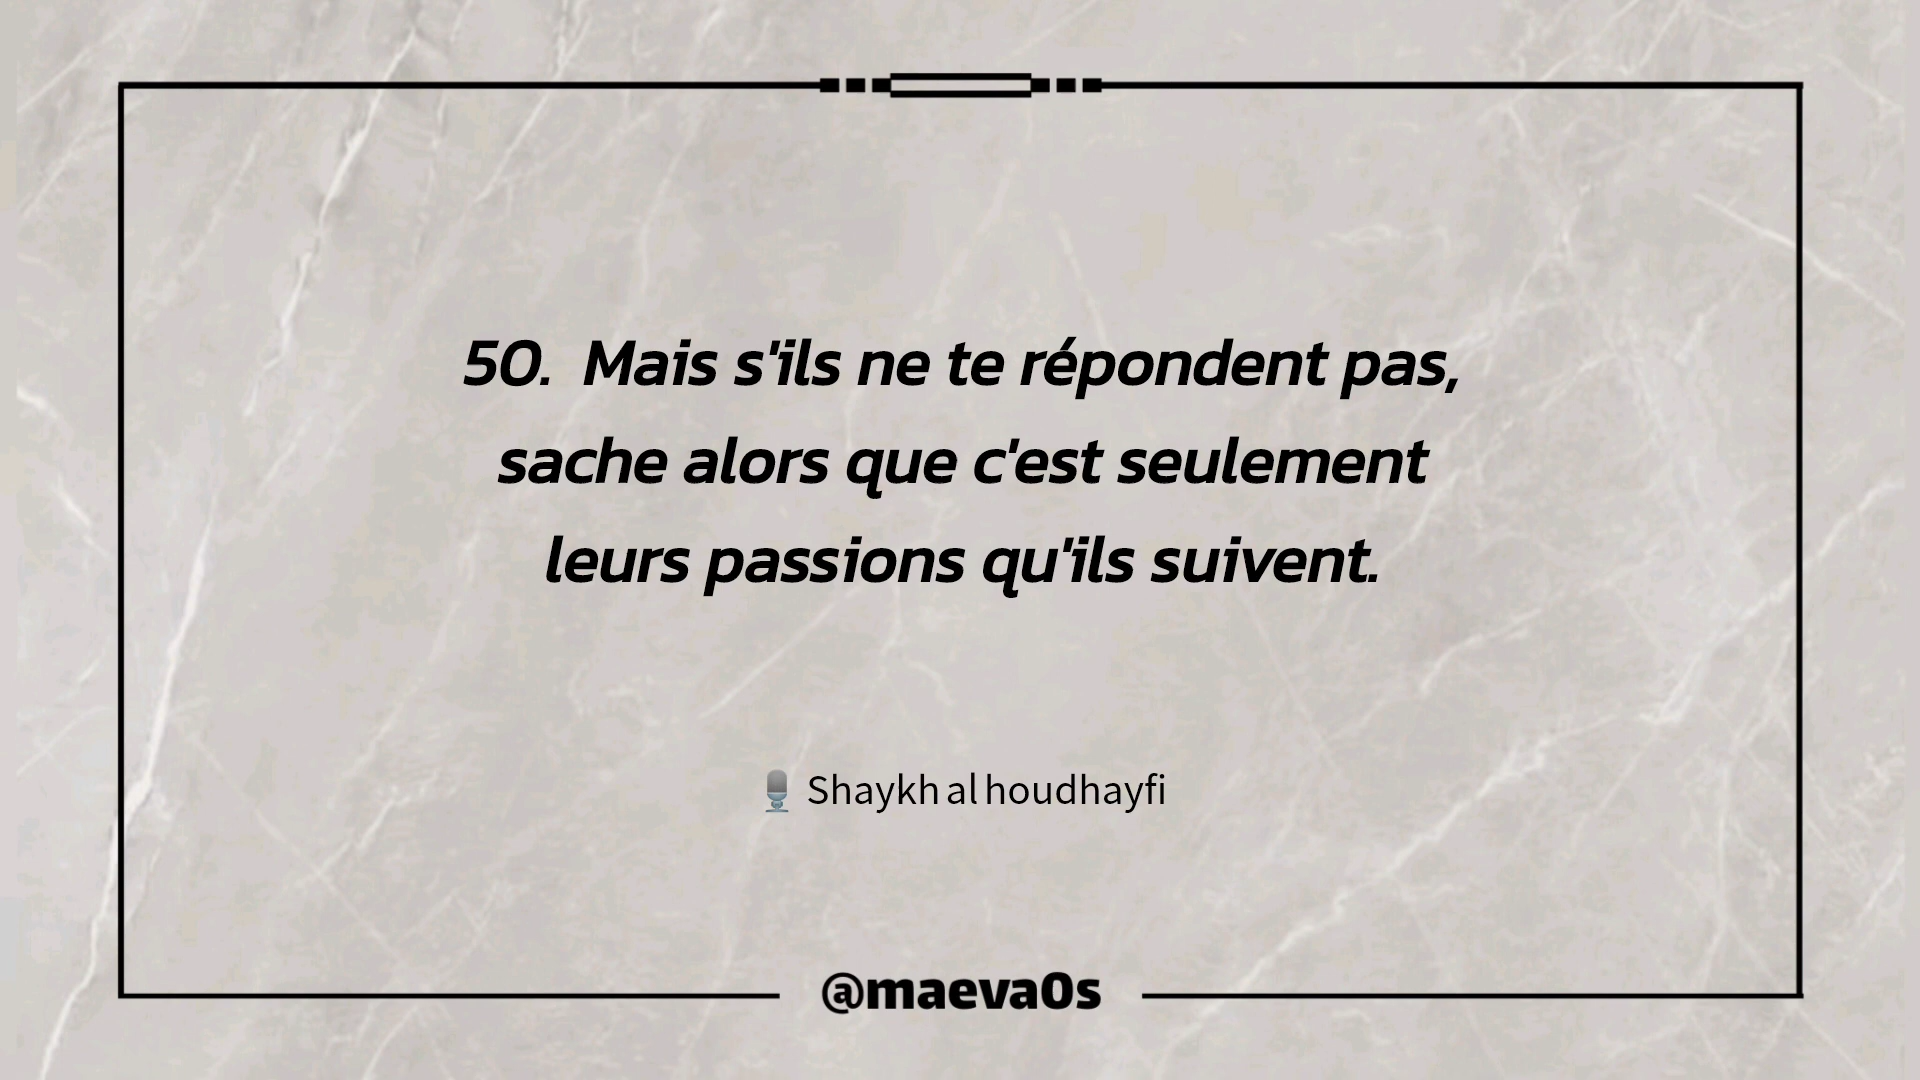 50. Mais s'ils ne te répondent pas,
sache alors que c'est seulement
leurs passions qu'ils suivent.
🎙️ Shaykh al houdhayfi
@maeva0s